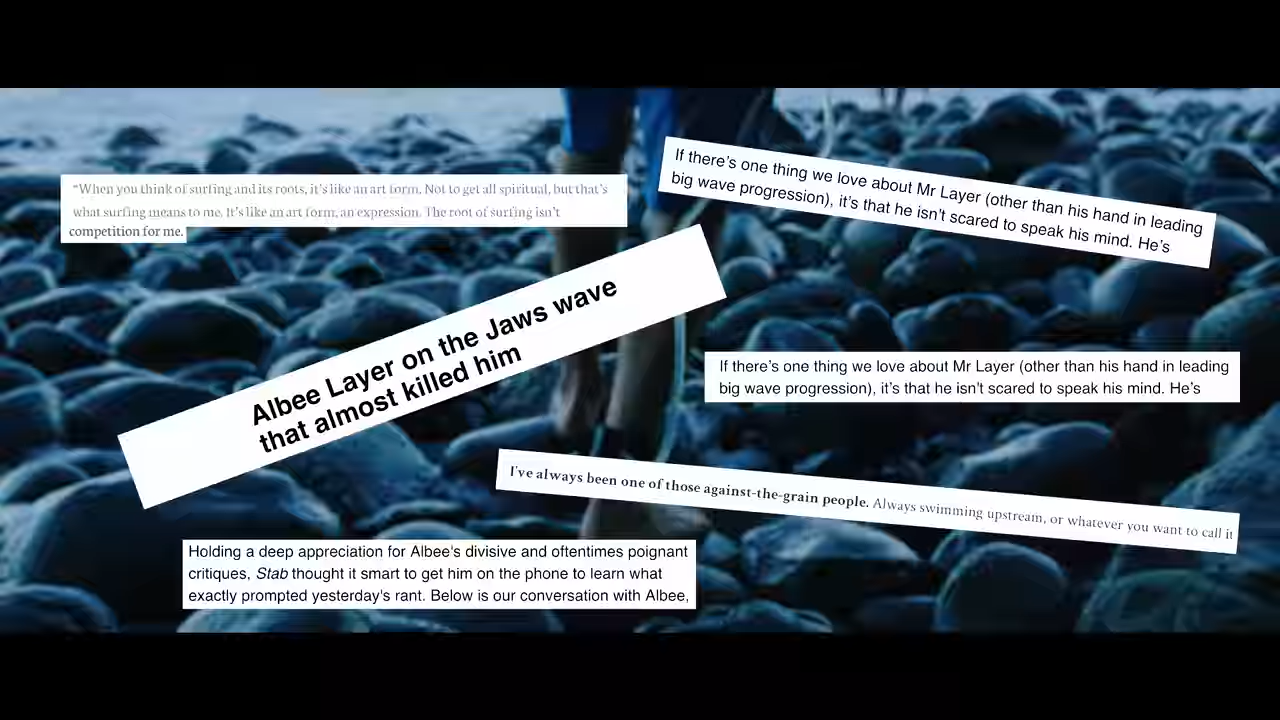 “When you think of surfing and its roots, it’s like an art form. Not to get all spiritual, but that’s
what surfing means to me. It’s like an art form, an expression. The root of surfing isn’t
competition for me.
If there’s one thing we love about Mr Layer (other than his hand in leading
big wave progression), it’s that he isn’t scared to speak his mind. He’s
Albee Layer on the Jaws wave
that almost killed him
If there’s one thing we love about Mr Layer (other than his hand in leading
big wave progression), it’s that he isn’t scared to speak his mind. He’s
I've always been one of those against-the-grain people. Always swimming upstream, or whatever you want to call it
Holding a deep appreciation for Albee's divisive and oftentimes poignant
critiques, Stab thought it smart to get him on the phone to learn what
exactly prompted yesterday's rant. Below is our conversation with Albee,